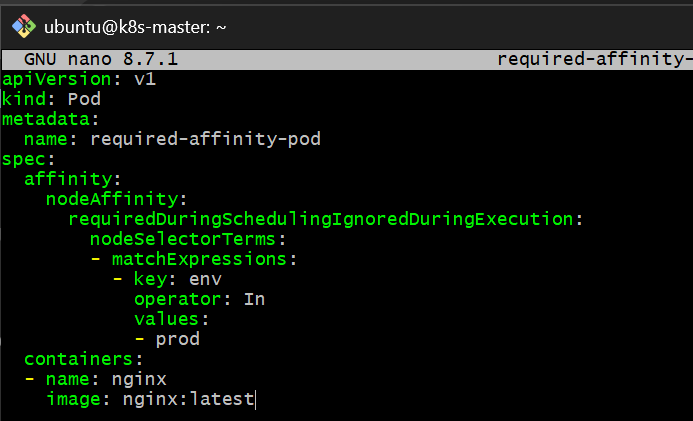 ubuntu@k8s-master: ~
GNU nano 8.7.1 required-affinity-
apiVersion: v1
kind: Pod
metadata:
  name: required-affinity-pod
spec:
  affinity:
    nodeAffinity:
      requiredDuringSchedulingIgnoredDuringExecution:
        nodeSelectorTerms:
        - matchExpressions:
          - key: env
            operator: In
            values:
            - prod
  containers:
  - name: nginx
    image: nginx:latest